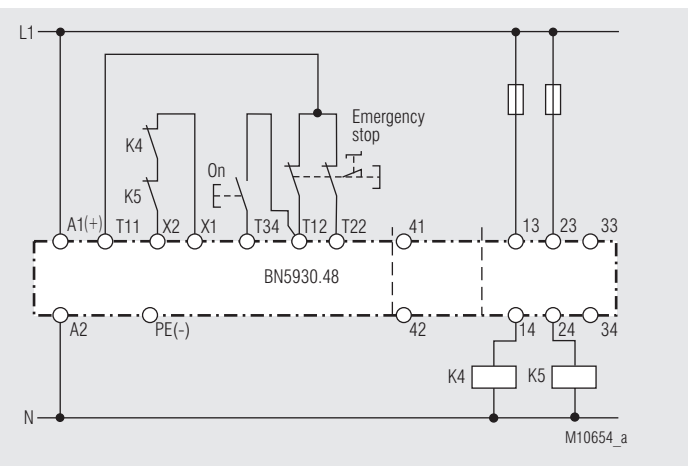 L1
Emergency
stop
K4
On
K5
A1(+) T11 X2 X1 T34 T12 T22 41 13 23 33
BN5930.48
A2 PE(-) 42 14 24 34
K4 K5
N
M10654_a